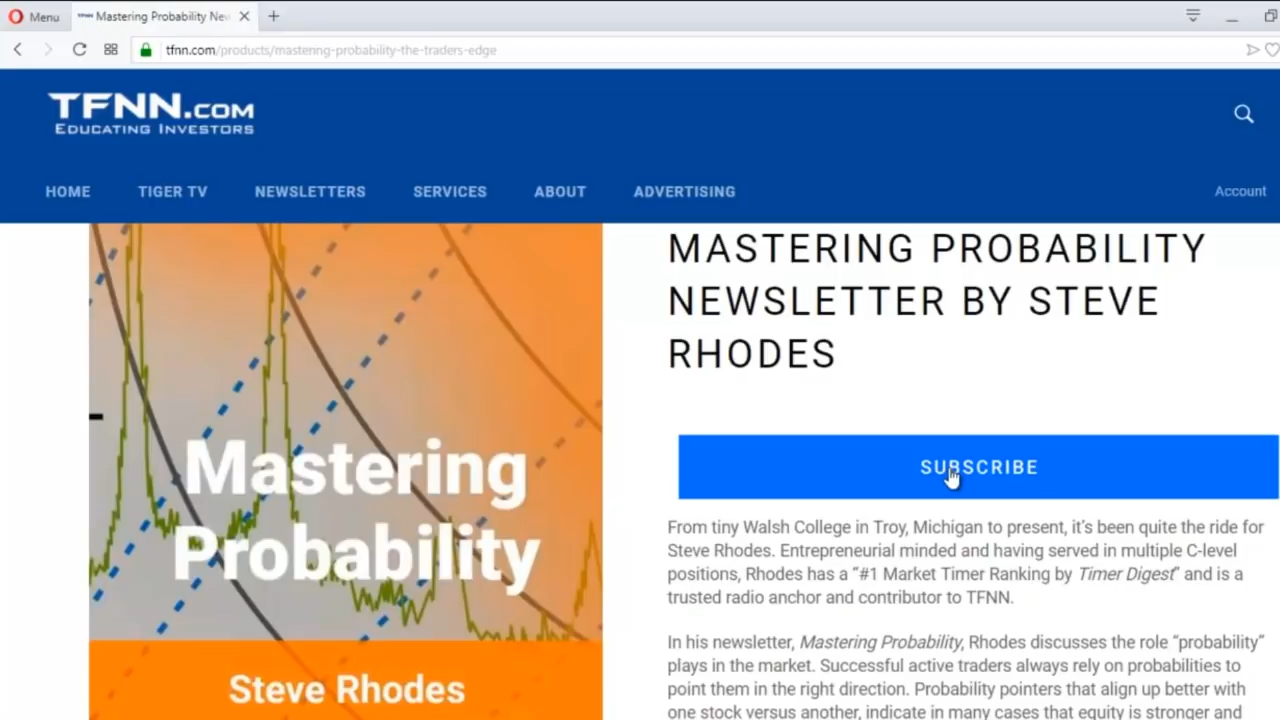 Menu
TFNN Mastering Probability New
tfnn.com/products/mastering-probability-the-traders-edge
TFNN.COM
EDUCATING INVESTORS
HOME TIGER TV NEWSLETTERS SERVICES ABOUT ADVERTISING Account
MASTERING PROBABILITY
NEWSLETTER BY STEVE
RHODES
SUBSCRIBE
Mastering
Probability
Steve Rhodes
From tiny Walsh College in Troy, Michigan to present, it's been quite the ride for
Steve Rhodes. Entrepreneurial minded and having served in multiple C-level
positions, Rhodes has a “#1 Market Timer Ranking by Timer Digest” and is a
trusted radio anchor and contributor to TFNN.
In his newsletter, Mastering Probability, Rhodes discusses the role “probability”
plays in the market. Successful active traders always rely on probabilities to
point them in the right direction. Probability pointers that align up better with
one stock versus another, indicate in many cases that equity is stronger and